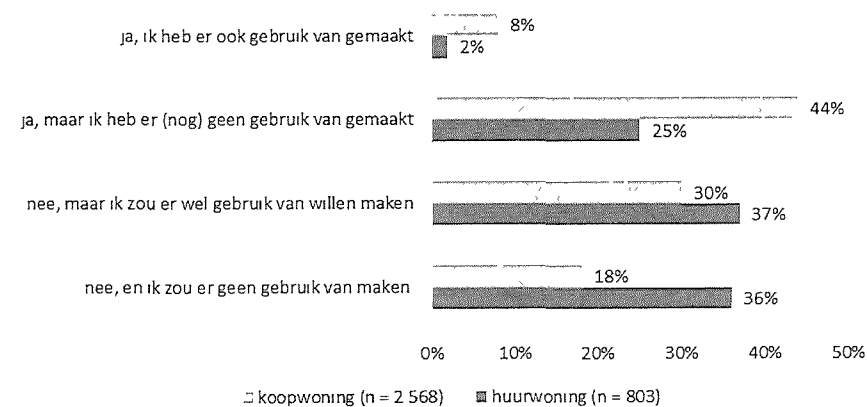 ja, ik heb er ook gebruik van gemaakt
8%
2%
ja, maar ik heb er (nog) geen gebruik van gemaakt
44%
25%
nee, maar ik zou er wel gebruik van willen maken
30%
37%
nee, en ik zou er geen gebruik van maken
18%
36%
0% 10% 20% 30% 40% 50%
koopwoning (n = 2 568) huurwoning (n = 803)